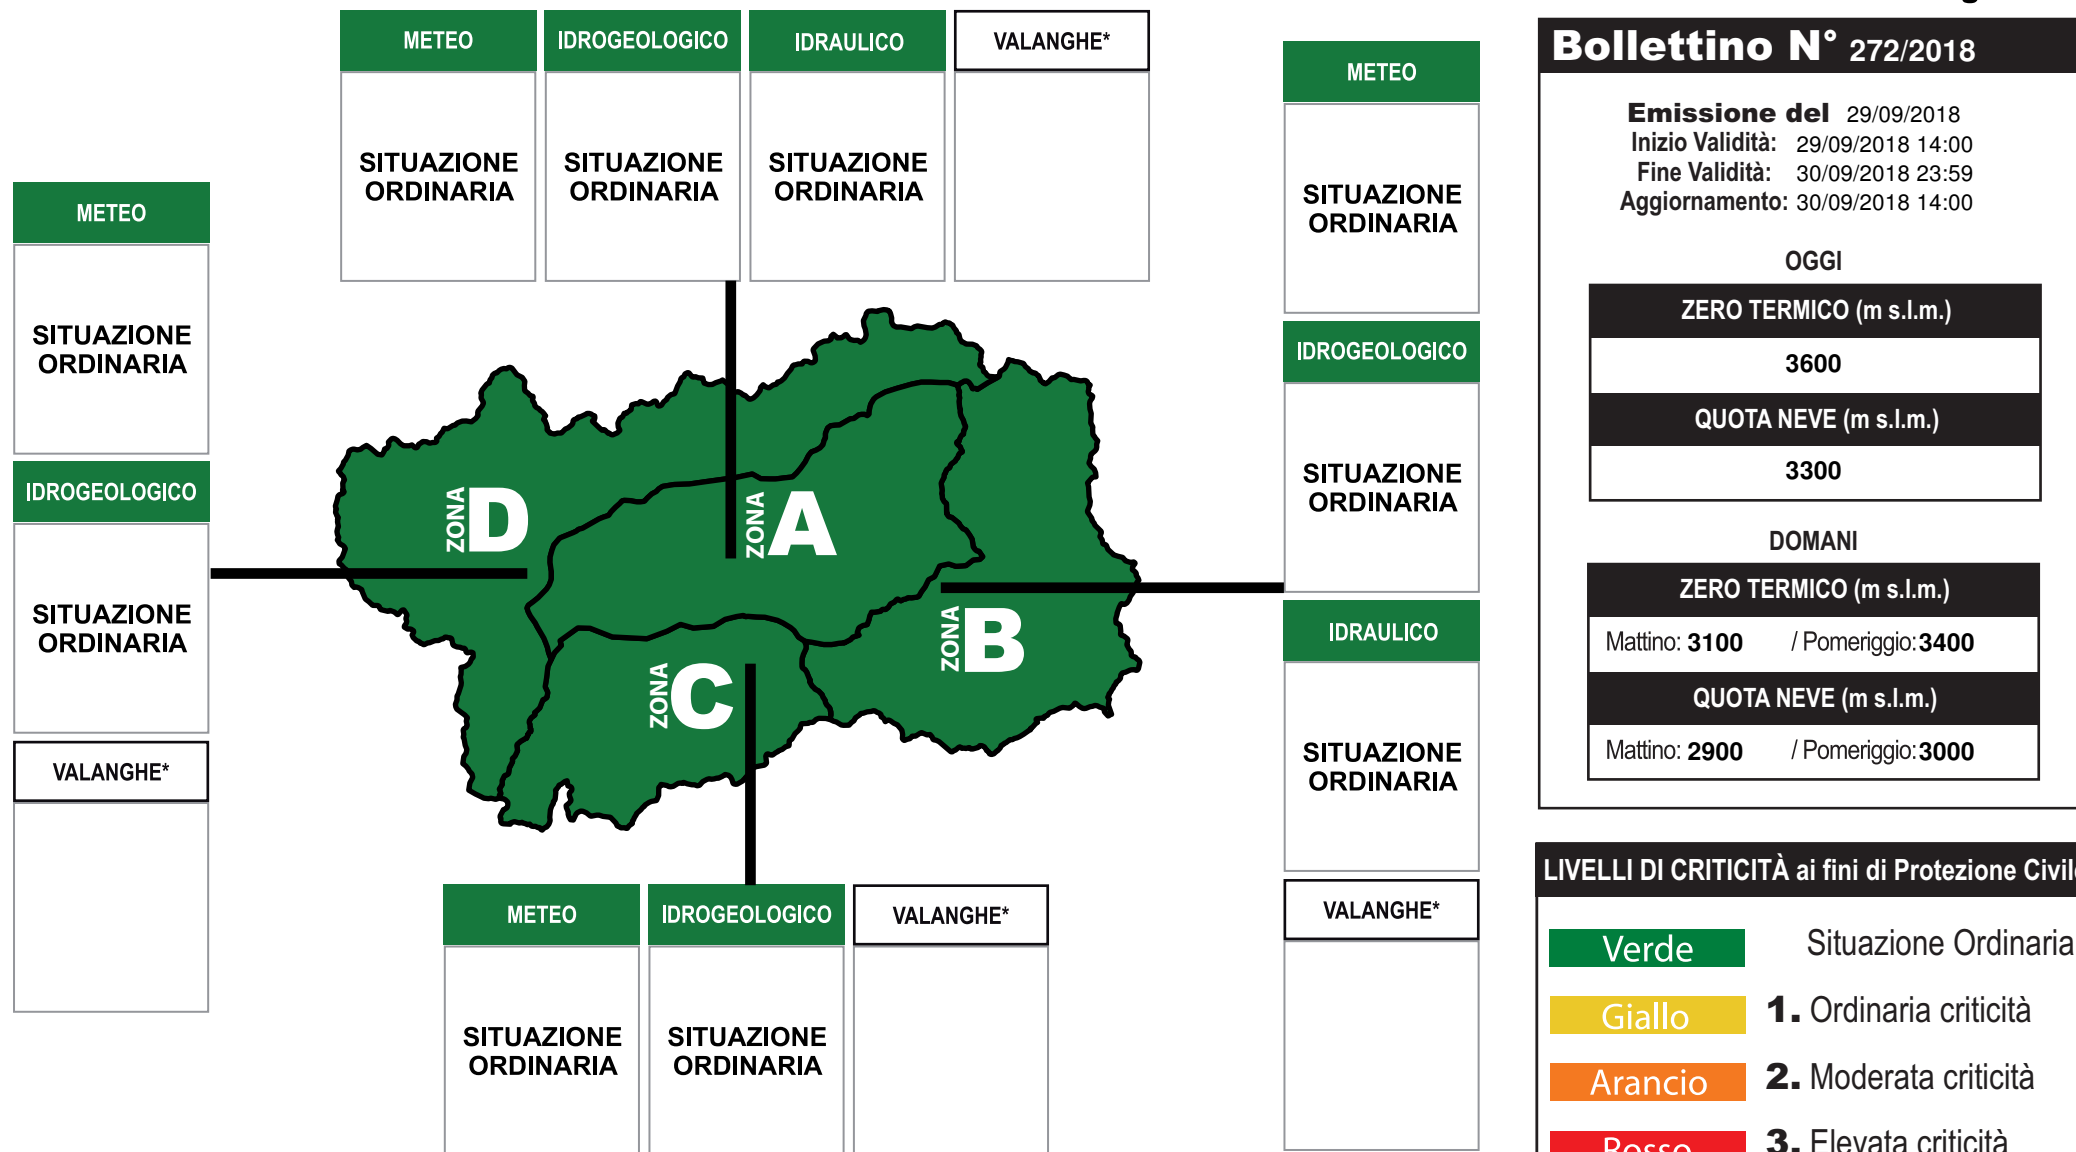 METEO IDROGEOLOGICO IDRAULICO VALANGHE*
SITUAZIONE ORDINARIA SITUAZIONE ORDINARIA SITUAZIONE ORDINARIA
METEO
SITUAZIONE
ORDINARIA
IDROGEOLOGICO
SITUAZIONE
ORDINARIA
VALANGHE*
ZONA D
ZONA A
ZONA B
ZONA C
METEO
SITUAZIONE
ORDINARIA
IDROGEOLOGICO
SITUAZIONE
ORDINARIA
IDRAULICO
SITUAZIONE
ORDINARIA
VALANGHE*
METEO IDROGEOLOGICO VALANGHE*
SITUAZIONE ORDINARIA SITUAZIONE ORDINARIA
Bollettino N° 272/2018
Emissione del 29/09/2018
Inizio Validità: 29/09/2018 14:00
Fine Validità: 30/09/2018 23:59
Aggiornamento: 30/09/2018 14:00
OGGI
ZERO TERMICO (m s.l.m.)
3600
QUOTA NEVE (m s.l.m.)
3300
DOMANI
ZERO TERMICO (m s.l.m.)
Mattino: 3100 / Pomeriggio: 3400
QUOTA NEVE (m s.l.m.)
Mattino: 2900 / Pomeriggio: 3000
LIVELLI DI CRITICITÀ ai fini di Protezione Civile
Verde Situazione Ordinaria
Giallo 1. Ordinaria criticità
Arancio 2. Moderata criticità
Rosso 3. Elevata criticità